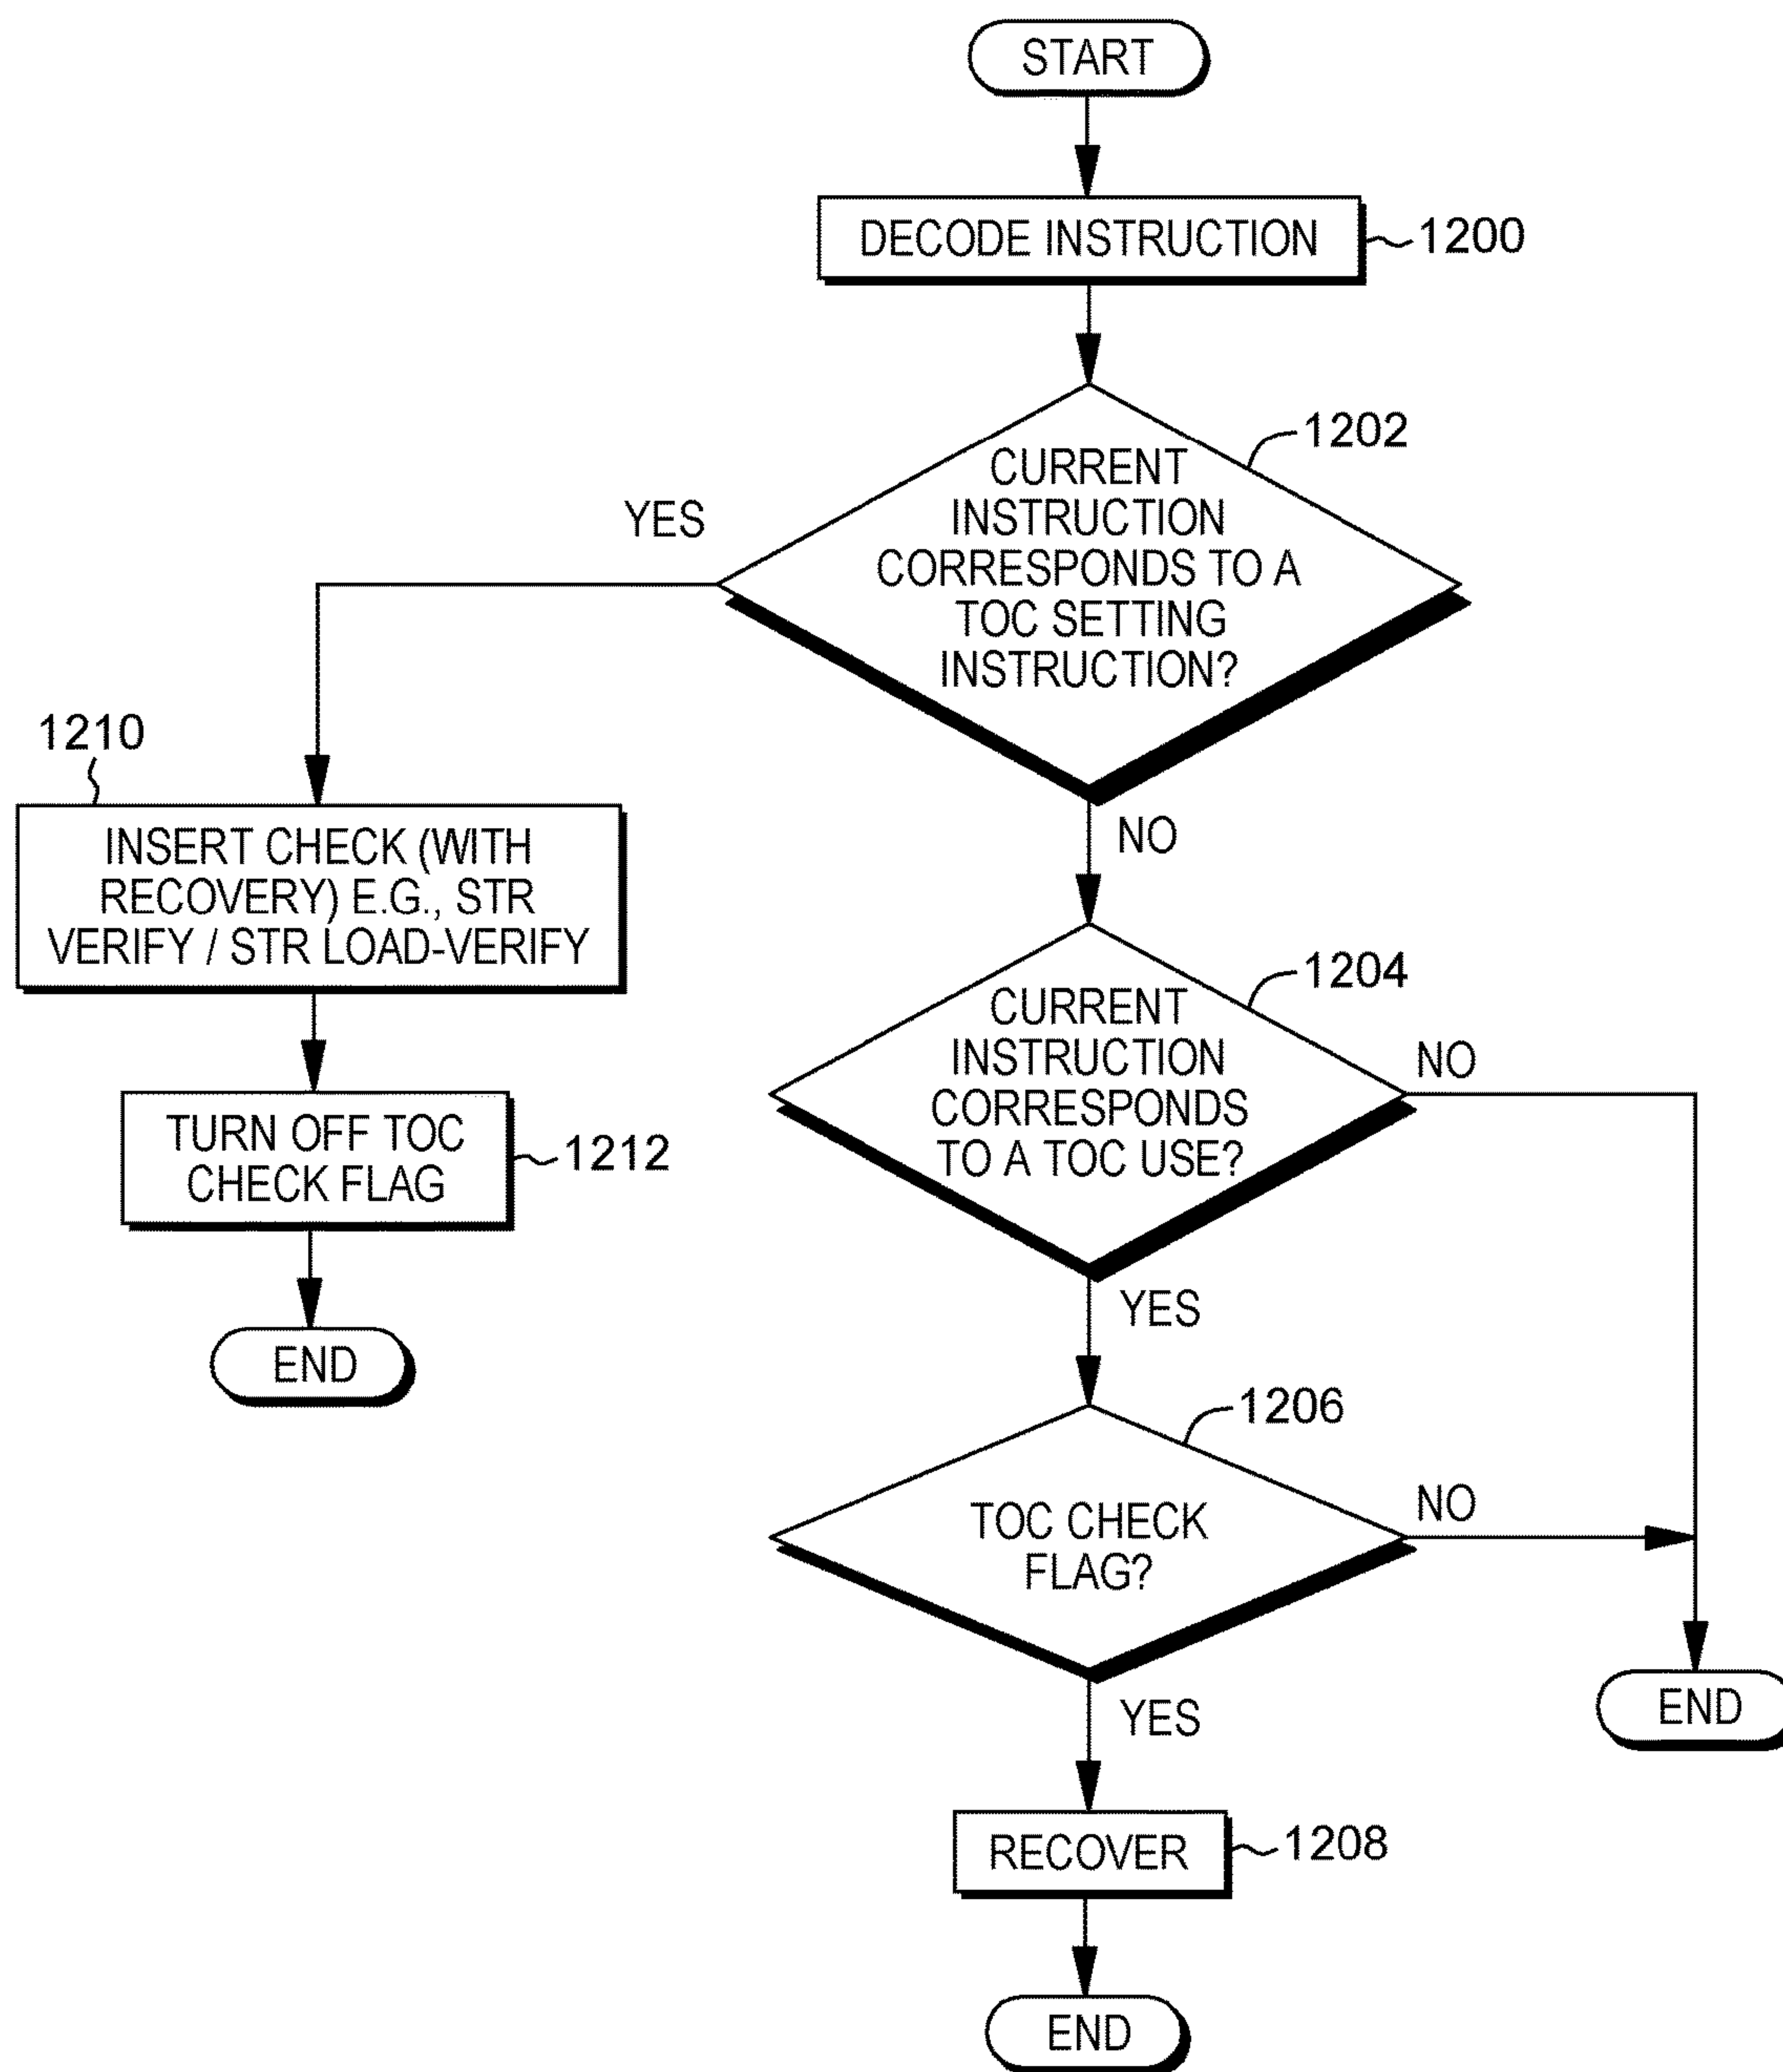 START
DECODE INSTRUCTION
1200
1202
CURRENT
INSTRUCTION
CORRESPONDS TO A
TOC SETTING
INSTRUCTION?
YES
NO
1210
INSERT CHECK (WITH
RECOVERY) E.G., STR
VERIFY / STR LOAD-VERIFY
TURN OFF TOC
CHECK FLAG
1212
END
1204
CURRENT
INSTRUCTION
CORRESPONDS
TO A TOC USE?
NO
YES
1206
TOC CHECK
FLAG?
NO
YES
END
RECOVER
1208
END